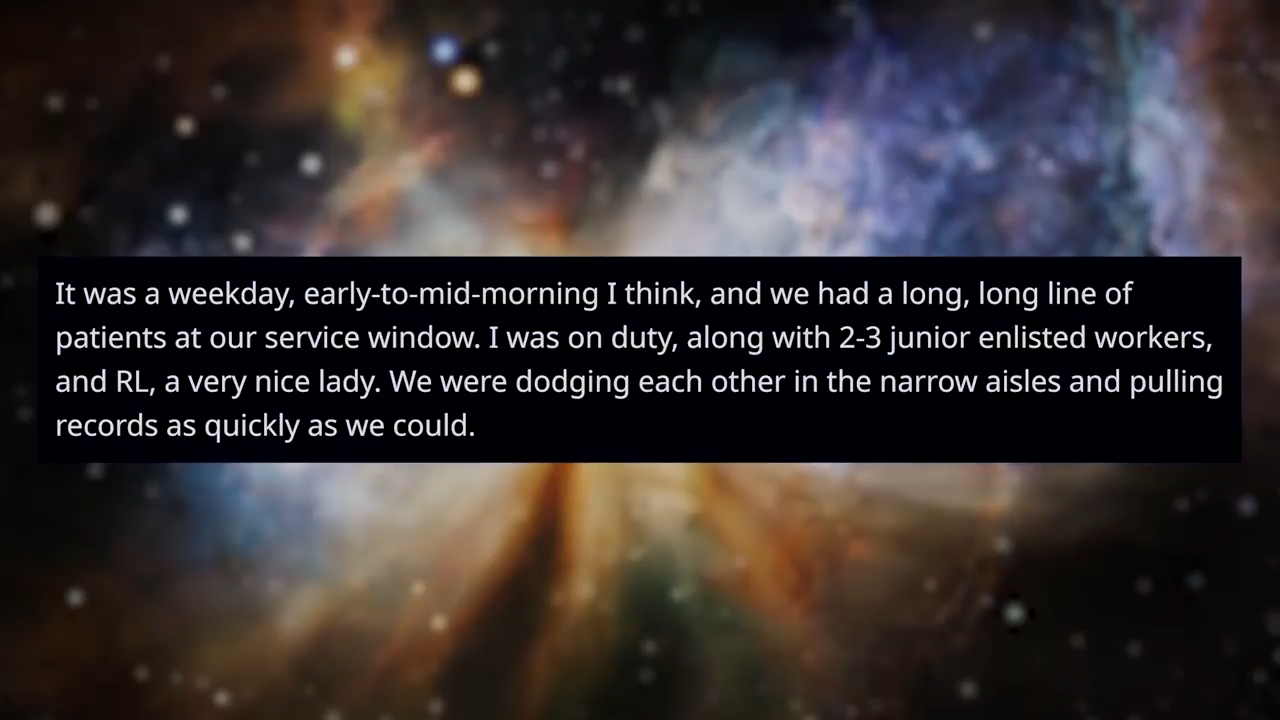 It was a weekday, early-to-mid-morning I think, and we had a long, long line of
patients at our service window. I was on duty, along with 2-3 junior enlisted workers,
and RL, a very nice lady. We were dodging each other in the narrow aisles and pulling
records as quickly as we could.